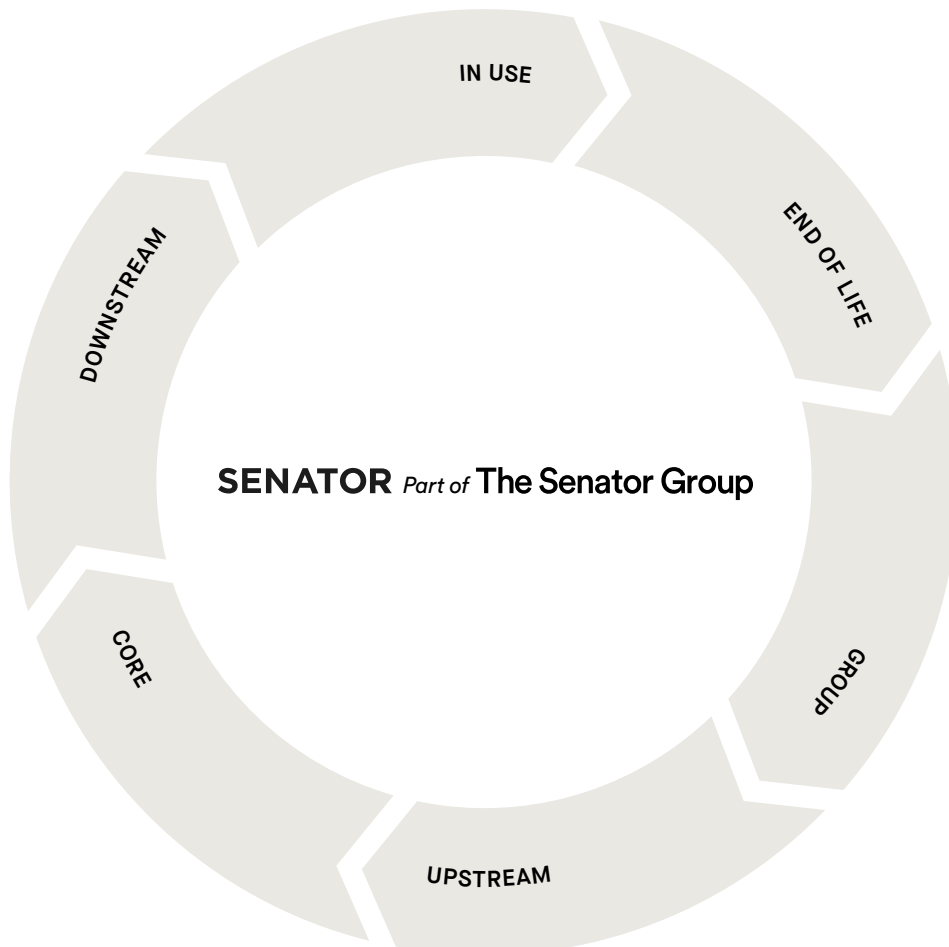 IN USE
END OF LIFE
GROUP
UPSTREAM
CORE
DOWNSTREAM
SENATOR Part of The Senator Group